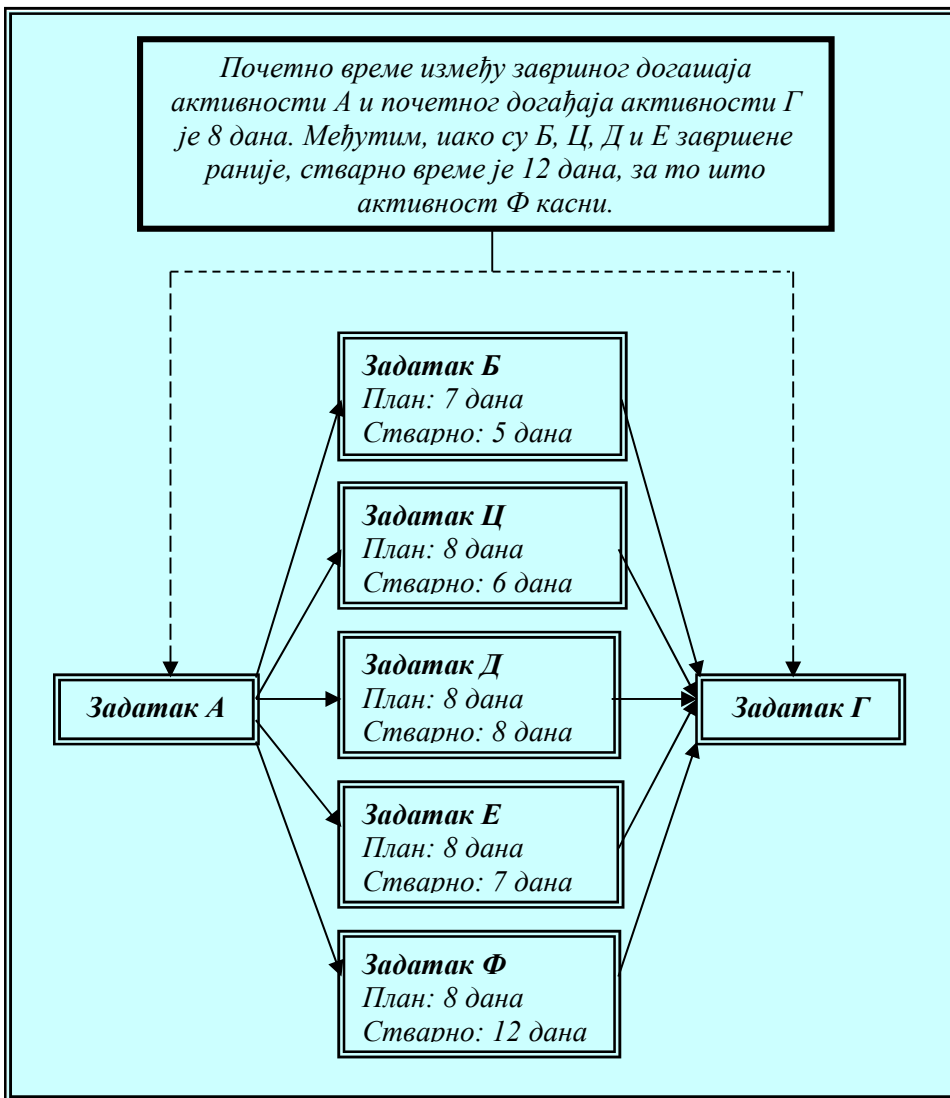 Почетно време између завршног догашаја
активности А и почетног догађаја активности Г
је 8 дана. Међутим, иако су Б, Ц, Д и Е завршене
раније, стварно време је 12 дана, за то што
активност Ф касни.
Задатак Б
План: 7 дана
Стварно: 5 дана
Задатак Ц
План: 8 дана
Стварно: 6 дана
Задатак А
Задатак Д
План: 8 дана
Стварно: 8 дана
Задатак Г
Задатак Е
План: 8 дана
Стварно: 7 дана
Задатак Ф
План: 8 дана
Стварно: 12 дана